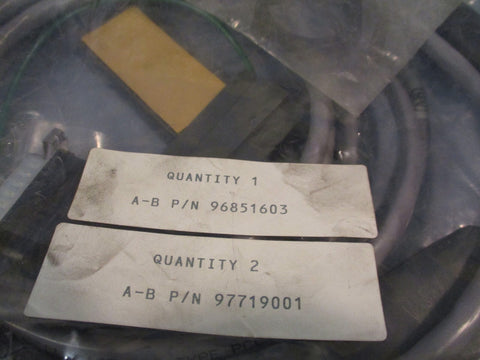 QUANTITY 1
A-B P/N 96851603
QUANTITY 2
A-B P/N 97719001